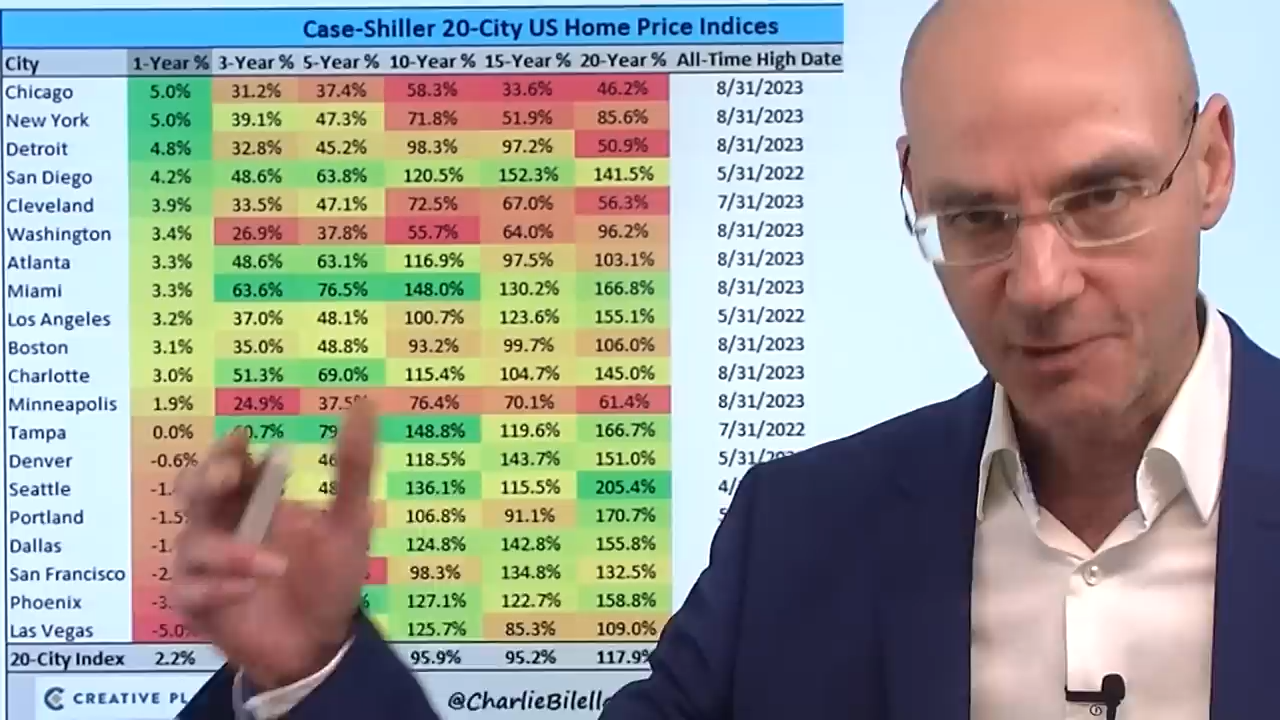 Case-Shiller 20-City US Home Price Indices
City 1-Year % 3-Year % 5-Year % 10-Year % 15-Year % 20-Year % All-Time High Date
Chicago 5.0% 31.2% 37.4% 58.3% 33.6% 46.2% 8/31/2023
New York 5.0% 39.1% 47.3% 71.8% 51.9% 85.6% 8/31/2023
Detroit 4.8% 32.8% 45.2% 98.3% 97.2% 50.9% 8/31/2023
San Diego 4.2% 48.6% 63.8% 120.5% 152.3% 141.5% 5/31/2022
Cleveland 3.9% 33.5% 47.1% 72.5% 67.0% 56.3% 7/31/2023
Washington 3.4% 26.9% 37.8% 55.7% 64.0% 96.2% 8/31/2023
Atlanta 3.3% 48.6% 63.1% 116.9% 97.5% 103.1% 8/31/2023
Miami 3.3% 63.6% 76.5% 148.0% 130.2% 166.8% 8/31/2023
Los Angeles 3.2% 37.0% 48.1% 100.7% 123.6% 155.1% 5/31/2022
Boston 3.1% 35.0% 48.8% 93.2% 99.7% 106.0% 8/31/2023
Charlotte 3.0% 51.3% 69.0% 115.4% 104.7% 145.0% 8/31/2023
Minneapolis 1.9% 24.9% 37.5% 76.4% 70.1% 61.4% 8/31/2023
Tampa 0.0% 148.8% 119.6% 166.7% 7/31/2022
Denver -0.6% 118.5% 143.7% 151.0%
Seattle 136.1% 115.5% 205.4%
Portland 106.8% 91.1% 170.7%
Dallas 124.8% 142.8% 155.8%
San Francisco 98.3% 134.8% 132.5%
Phoenix 127.1% 122.7% 158.8%
Las Vegas -5.0% 125.7% 85.3% 109.0%
20-City Index 2.2% 95.9% 95.2% 117.9%
CREATIVE